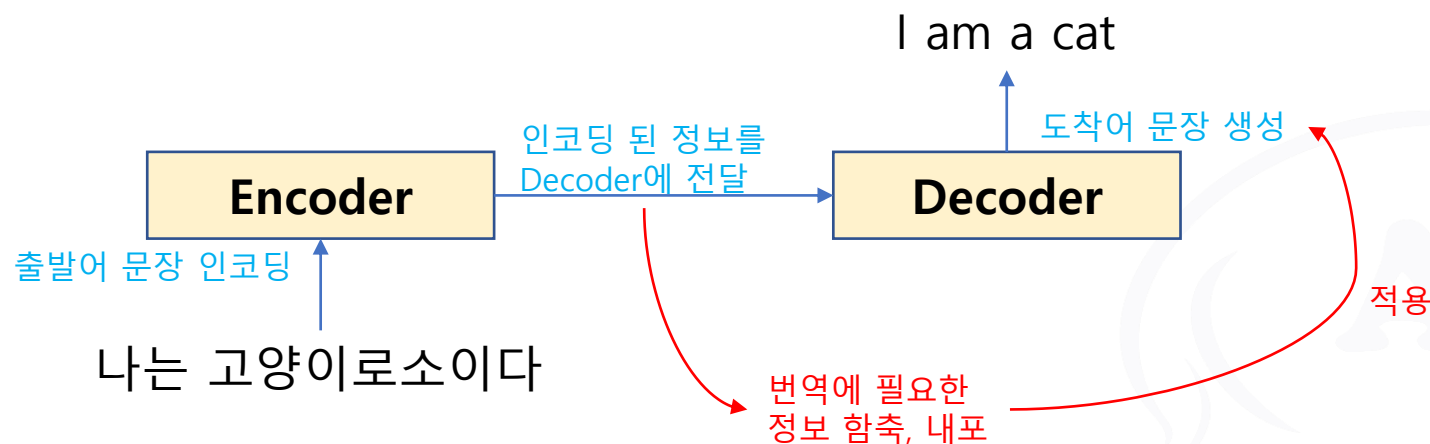 I am a cat
인코딩 된 정보를
Decoder에 전달
도착어 문장 생성
Encoder
Decoder
출발어 문장 인코딩
적용
나는 고양이로소이다
번역에 필요한
정보 함축, 내포